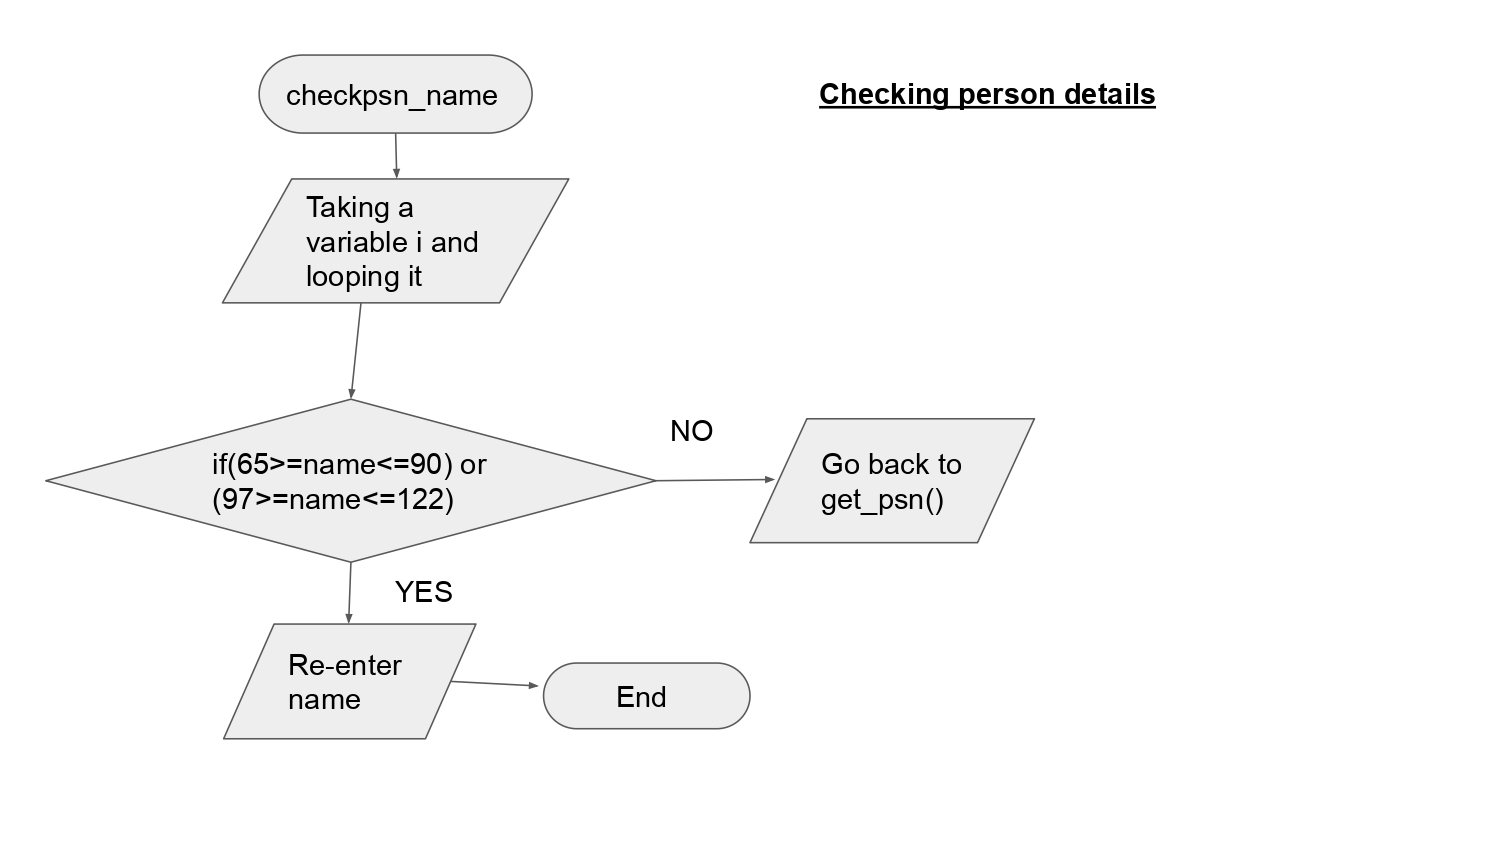 checkpsn_name
Checking person details
Taking a
variable i and
looping it
if(65>=name<=90) or
(97>=name<=122)
NO
Go back to
get_psn()
YES
Re-enter
name
End